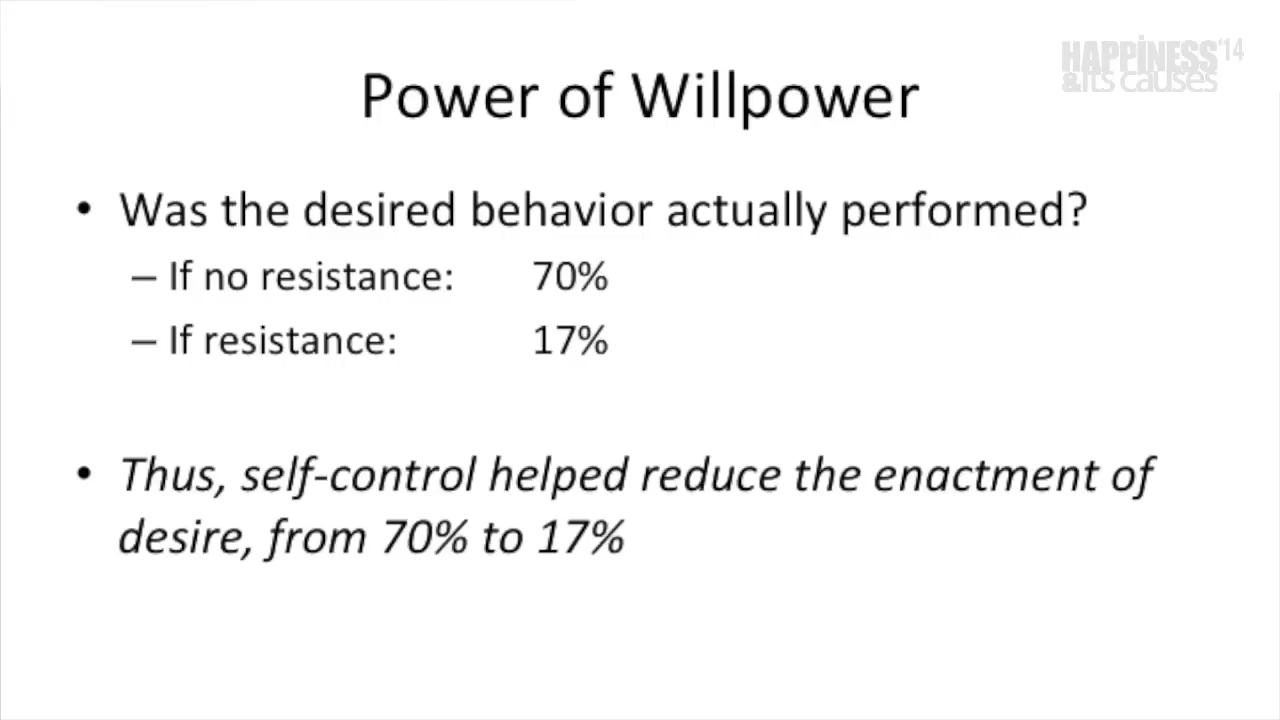 HAPPINESS '14
& its causes
Power of Willpower
• Was the desired behavior actually performed?
– If no resistance: 70%
– If resistance: 17%
• Thus, self-control helped reduce the enactment of
desire, from 70% to 17%